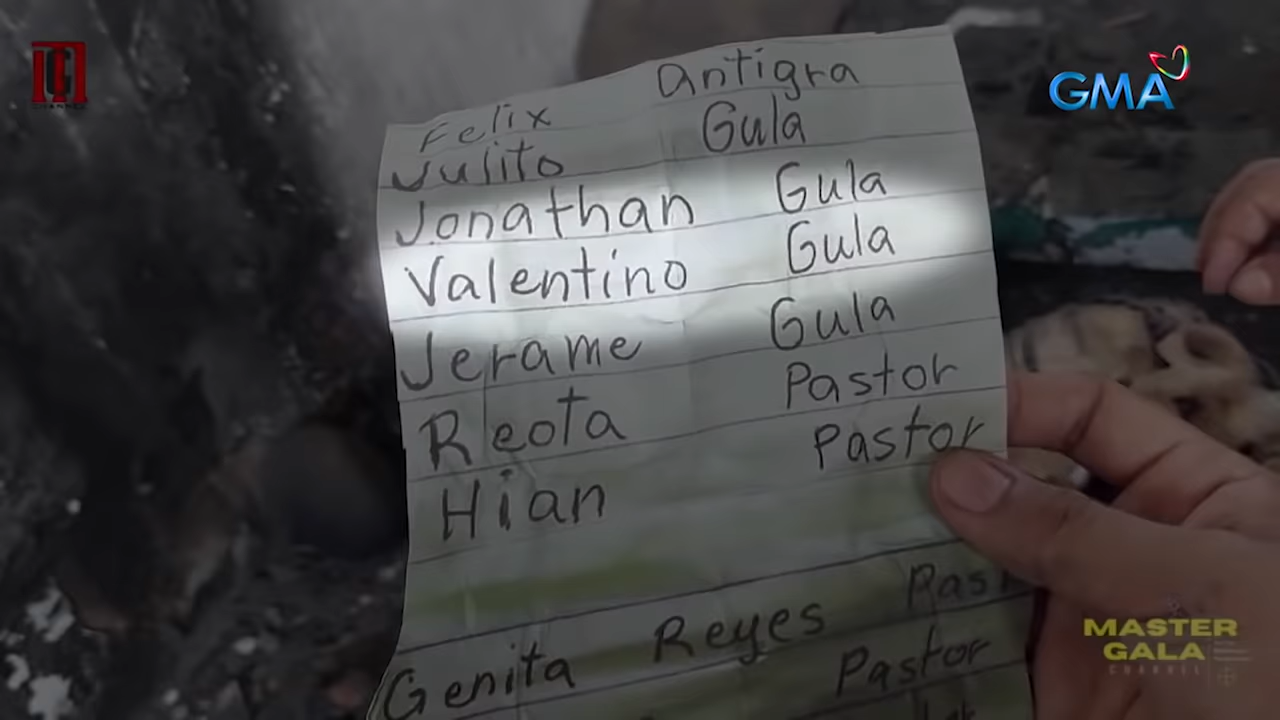 GMA
Felix Antigra
Julito Gula
Jonathan Gula
Valentino Gula
Jerame Gula
Reota Pastor
Hian Pastor
Genita Reyes
Pastor
MASTER
GALA
CHANNEL